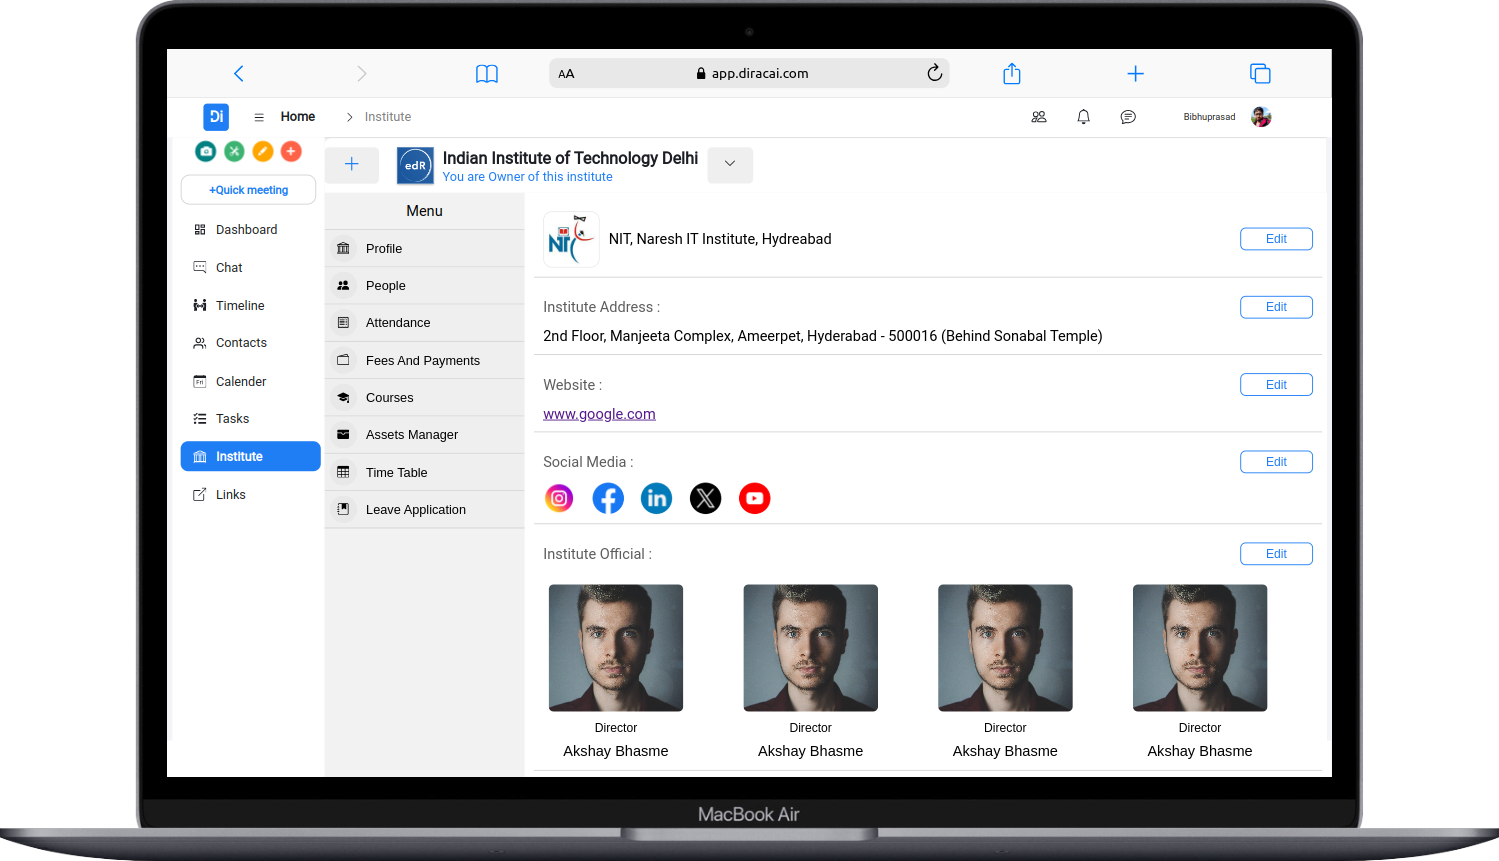 AA
app.diracai.com
Di
Home
Institute
Bibhuprasad
+Quick meeting
Dashboard
Chat
Timeline
Contacts
Fri
Calender
Tasks
Institute
Links
edR
Indian Institute of Technology Delhi
You are Owner of this institute
Menu
Profile
People
Attendance
Fees And Payments
Courses
Assets Manager
Time Table
Leave Application
NIT
NIT, Naresh IT Institute, Hydreabad
Edit
Institute Address :
Edit
2nd Floor, Manjeeta Complex, Ameerpet, Hyderabad - 500016 (Behind Sonabal Temple)
Website :
Edit
www.google.com
Social Media :
Edit
in
Institute Official :
Edit
Director
Akshay Bhasme
Director
Akshay Bhasme
Director
Akshay Bhasme
Director
Akshay Bhasme
MacBook Air